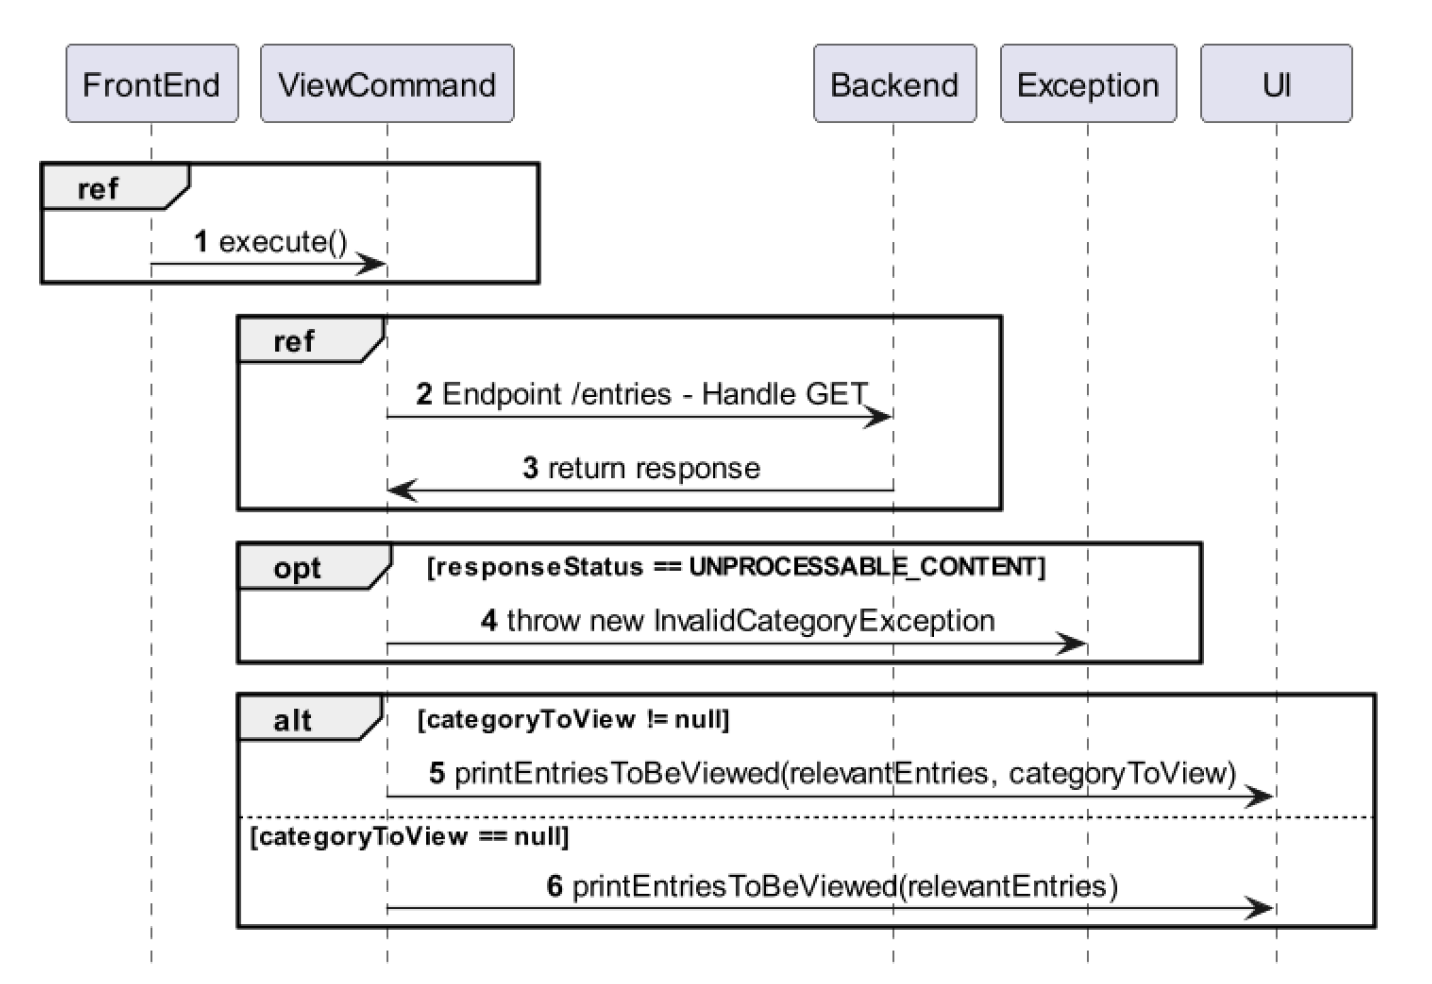 FrontEnd ViewCommand Backend Exception UI
ref
1 execute()
ref
2 Endpoint /entries - Handle GET
3 return response
opt [responseStatus == UNPROCESSABLE_CONTENT]
4 throw new InvalidCategoryException
alt [categoryToView != null]
5 printEntriesToBeViewed(relevantEntries, categoryToView)
[categoryToView == null]
6 printEntriesToBeViewed(relevantEntries)